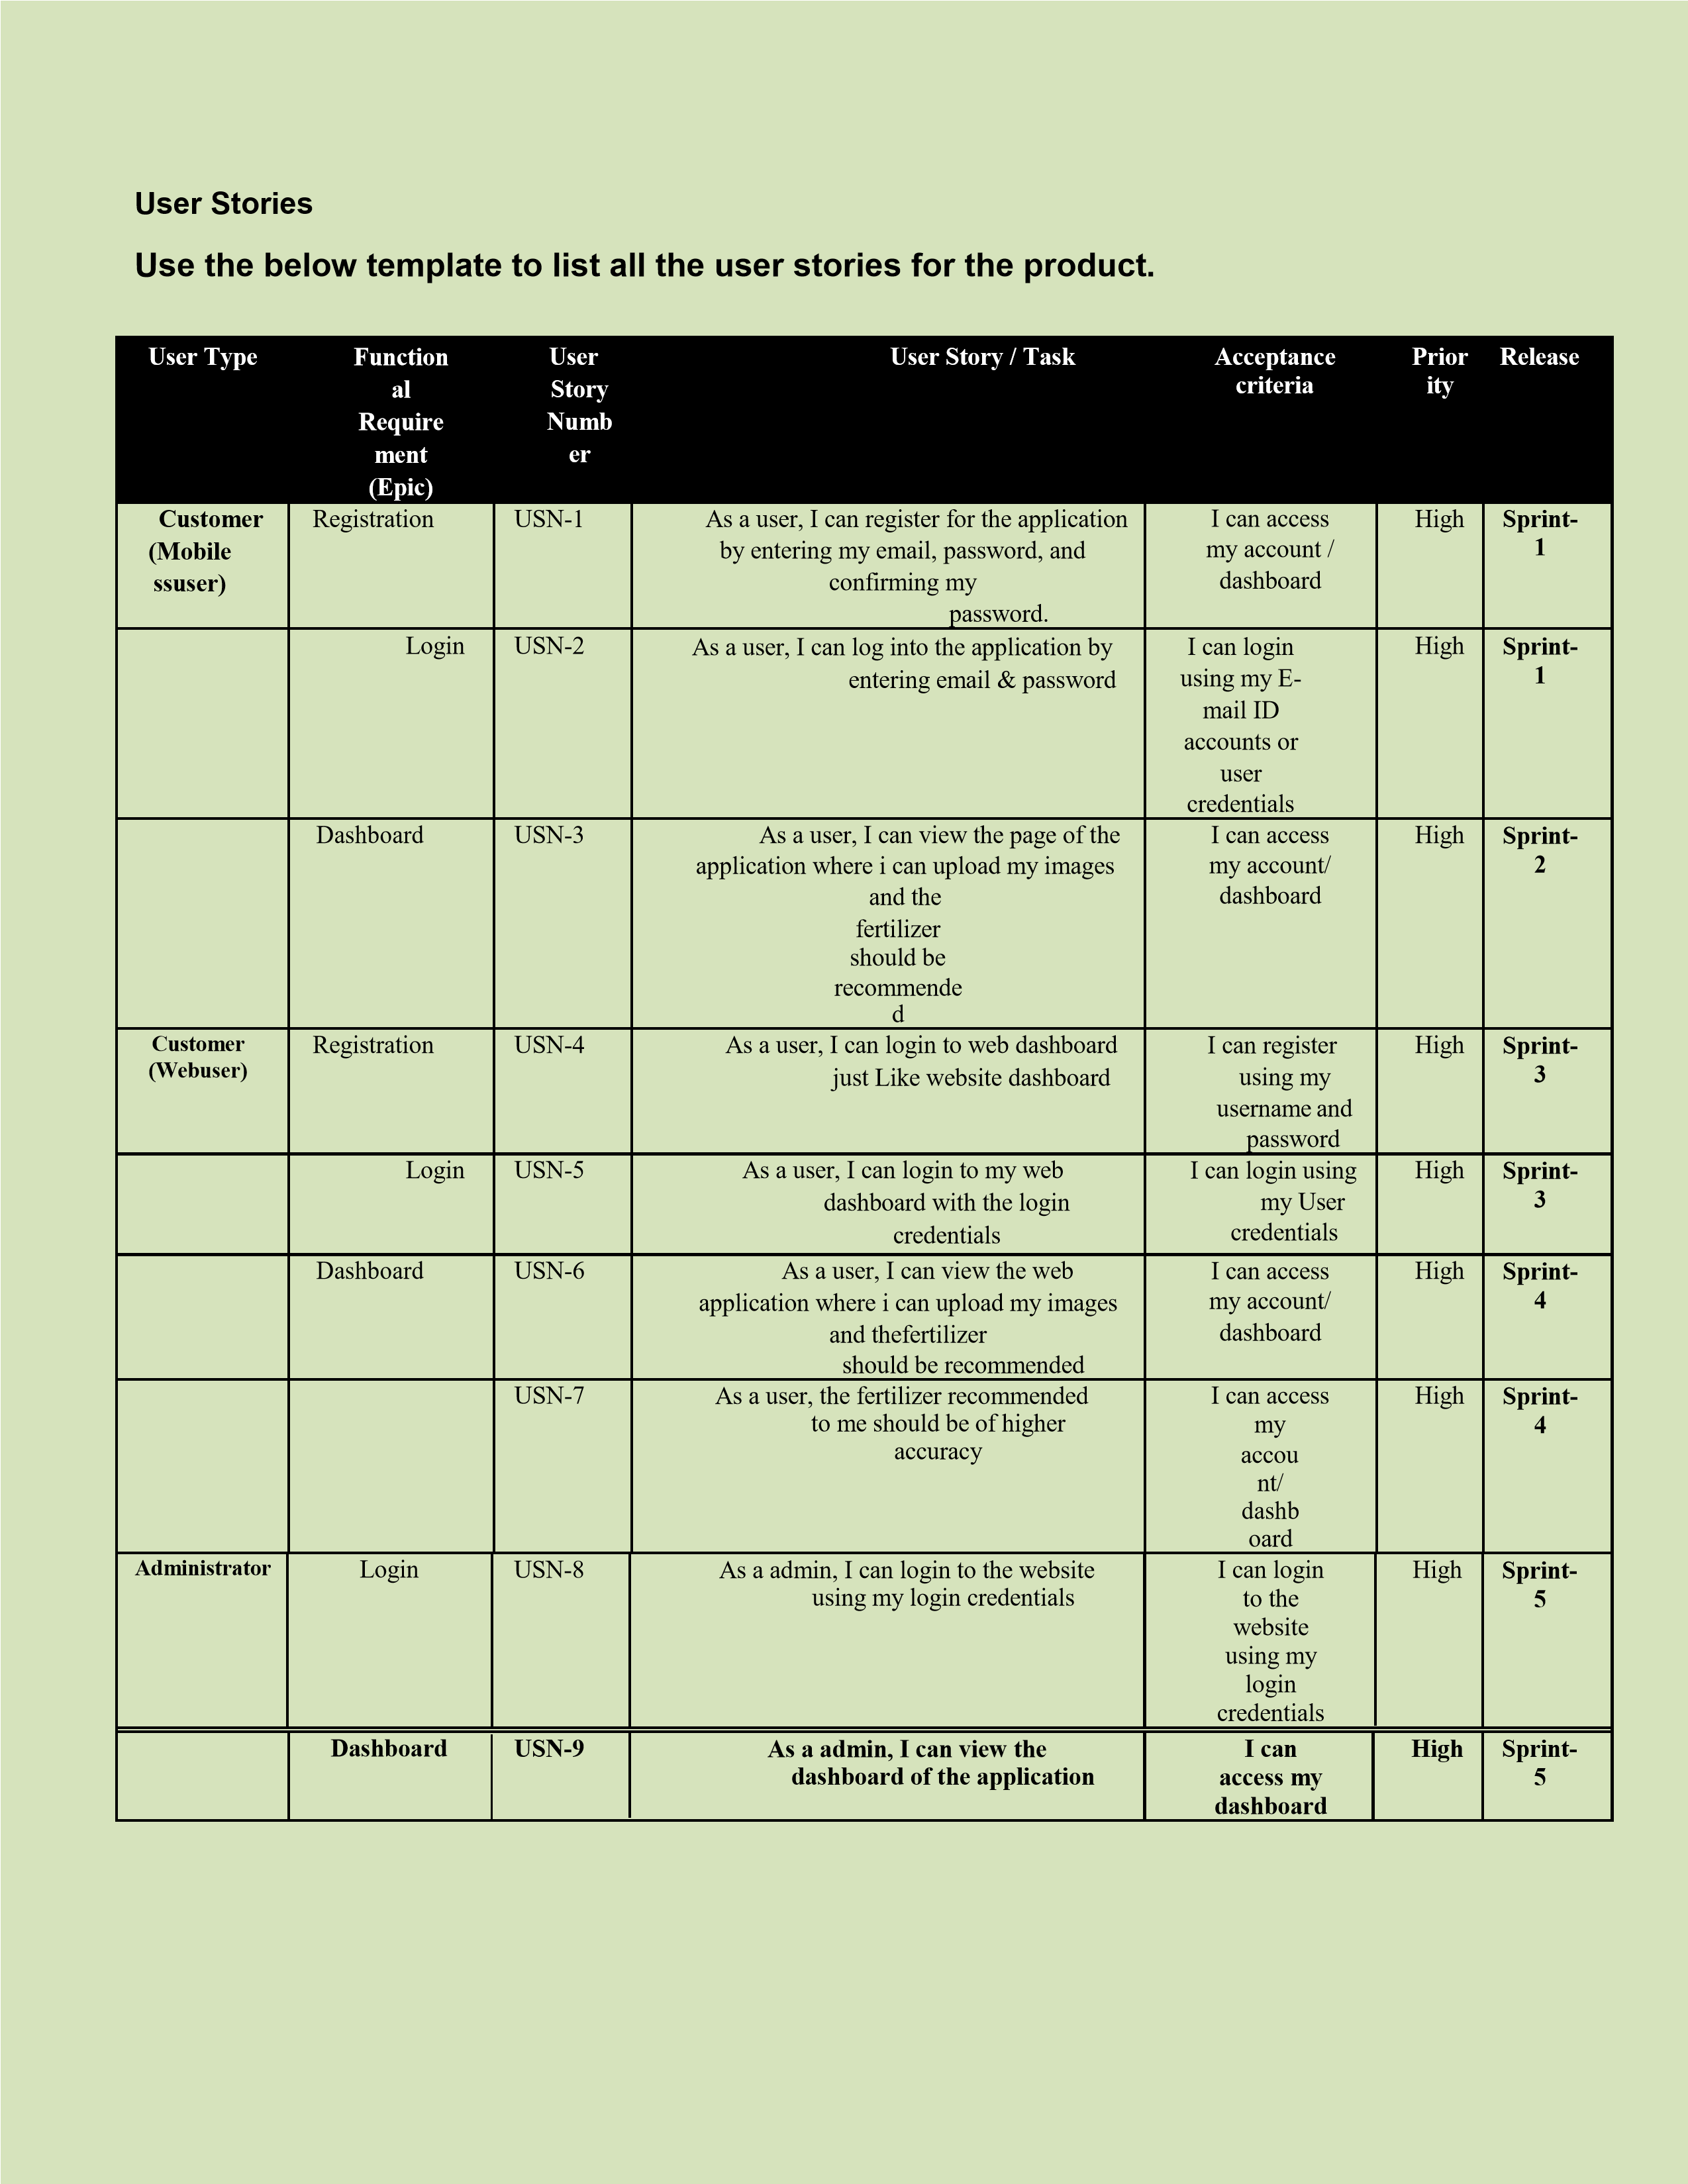 User Stories
Use the below template to list all the user stories for the product.
User Type
Function
al
Require
ment
(Epic)
User
Story
Numb
er
User Story / Task
Acceptance
criteria
Prior
ity
Release
Customer
(Mobile
ssuser)
Registration
USN-1
As a user, I can register for the application
by entering my email, password, and
confirming my
password.
I can access
my account /
dashboard
High
Sprint-
1
Login
USN-2
As a user, I can log into the application by
entering email & password
I can login
using my E-
mail ID
accounts or
user
credentials
High
Sprint-
1
Dashboard
USN-3
As a user, I can view the page of the
application where i can upload my images
and the
fertilizer
should be
recommende
d
I can access
my account/
dashboard
High
Sprint-
2
Customer
(Webuser)
Registration
USN-4
As a user, I can login to web dashboard
just Like website dashboard
I can register
using my
username and
password
High
Sprint-
3
Login
USN-5
As a user, I can login to my web
dashboard with the login
credentials
I can login using
my User
credentials
High
Sprint-
3
Dashboard
USN-6
As a user, I can view the web
application where i can upload my images
and thefertilizer
should be recommended
I can access
my account/
dashboard
High
Sprint-
4
USN-7
As a user, the fertilizer recommended
to me should be of higher
accuracy
I can access
my
accou
nt/
dashb
oard
High
Sprint-
4
Administrator
Login
USN-8
As a admin, I can login to the website
using my login credentials
I can login
to the
website
using my
login
credentials
High
Sprint-
5
Dashboard
USN-9
As a admin, I can view the
dashboard of the application
I can
access my
dashboard
High
Sprint-
5